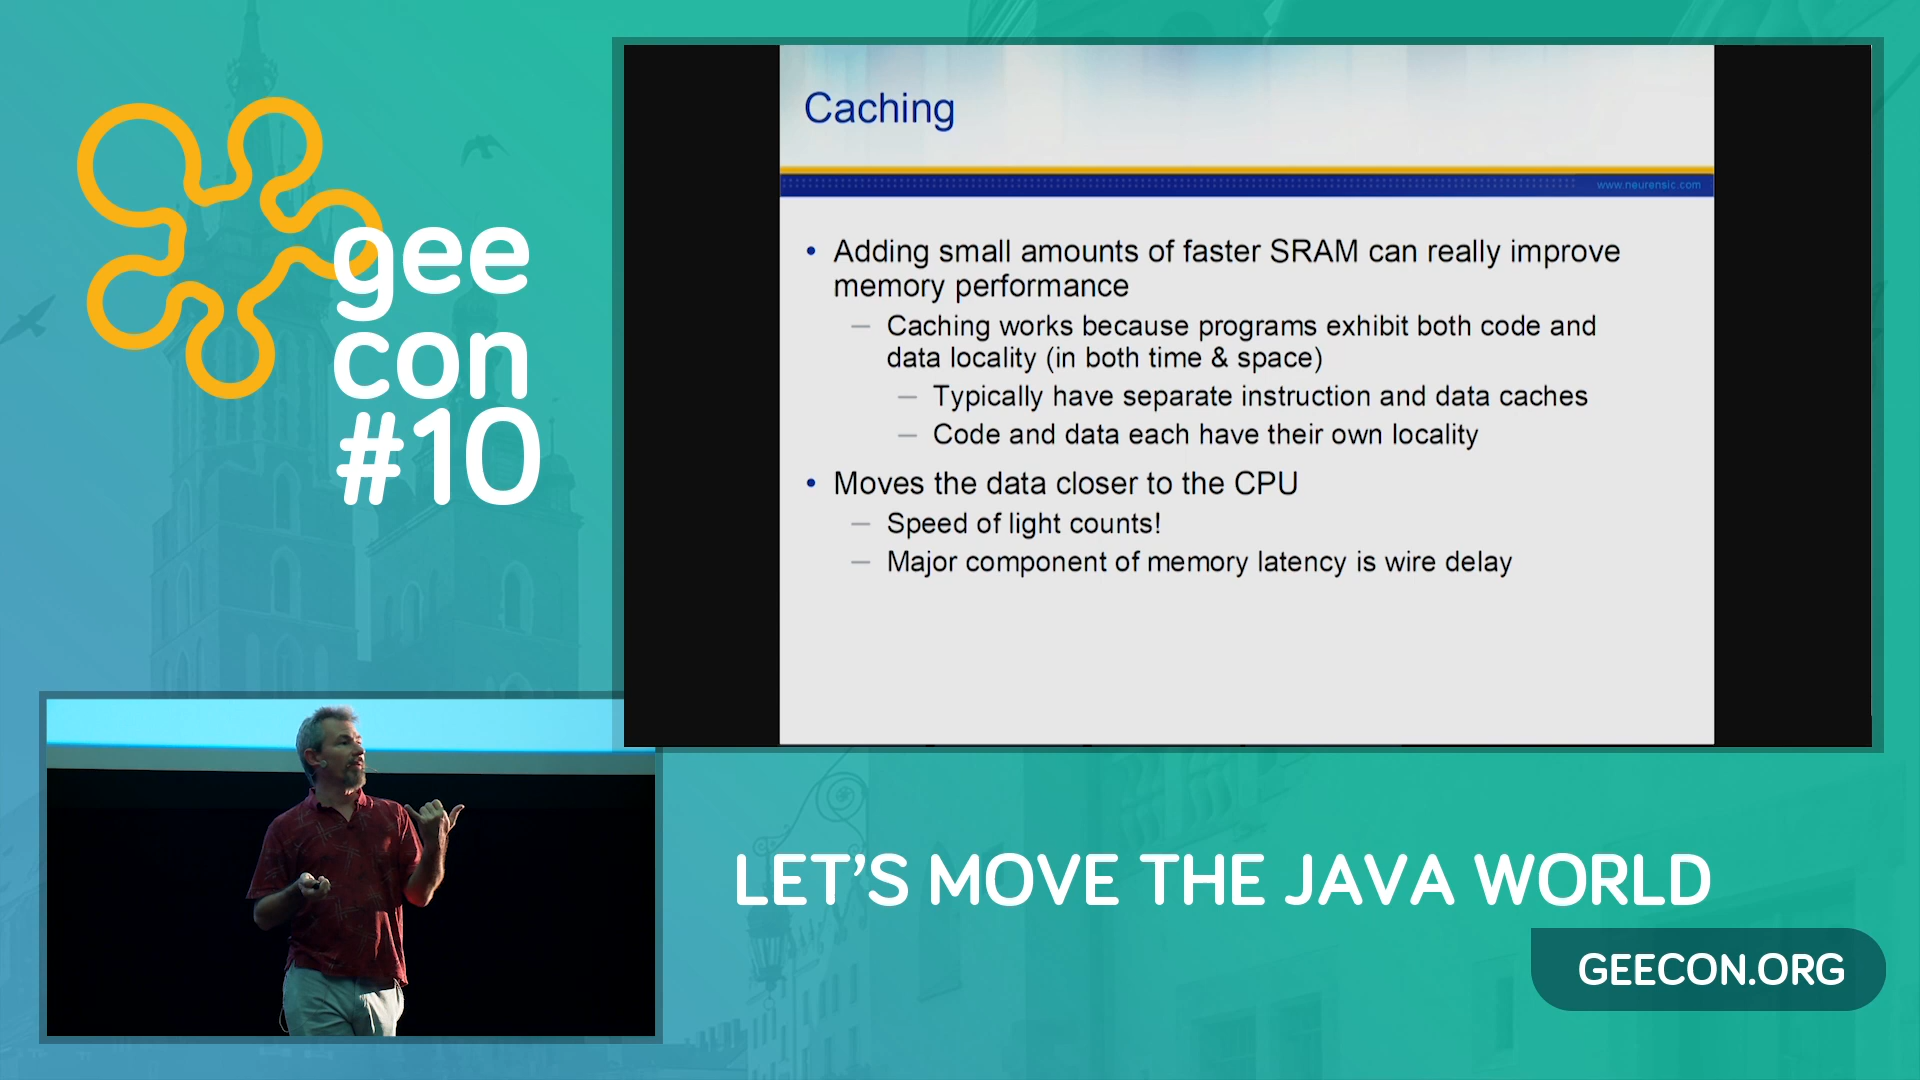 gee
con
#10
Caching
www.neurensic.com
• Adding small amounts of faster SRAM can really improve
memory performance
— Caching works because programs exhibit both code and
data locality (in both time & space)
— Typically have separate instruction and data caches
— Code and data each have their own locality
• Moves the data closer to the CPU
— Speed of light counts!
— Major component of memory latency is wire delay
LET'S MOVE THE JAVA WORLD
GEECON.ORG